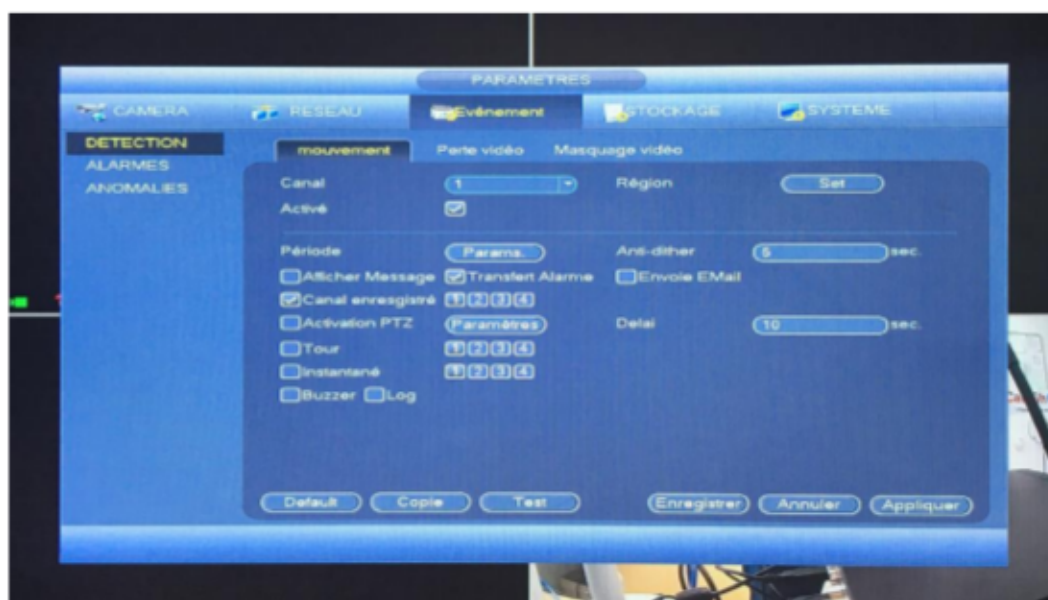 PARAMETRES
CAMERA RESEAU Evénement STOCKAGE SYSTEME
DETECTION
ALARMES
ANOMALIES
mouvement Perte vidéo Masquage vidéo
Canal 1 Région Set
Activé
Période Params. Anti-dither 5 sec.
Afficher Message Transfert Alarme Envoie EMail
Canal enresgistré 1 2 3 4
Activation PTZ Paramètres Delai 10 sec.
Tour 1 2 3 4
Instantané 1 2 3 4
Buzzer Log
Default Copie Test Enregistrer Annuler Appliquer